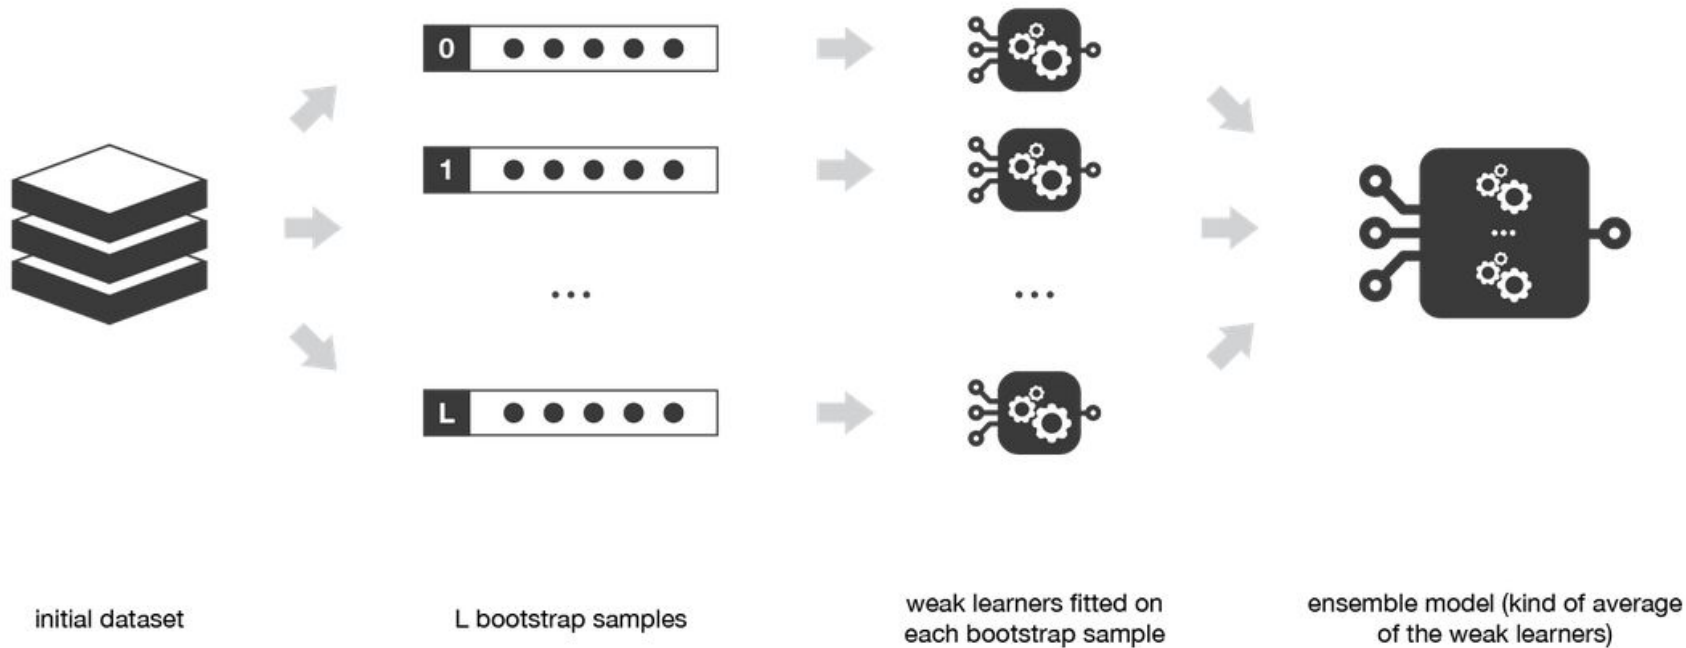 0
1
...
...
...
L
initial dataset
L bootstrap samples
weak learners fitted on
each bootstrap sample
ensemble model (kind of average
of the weak learners)